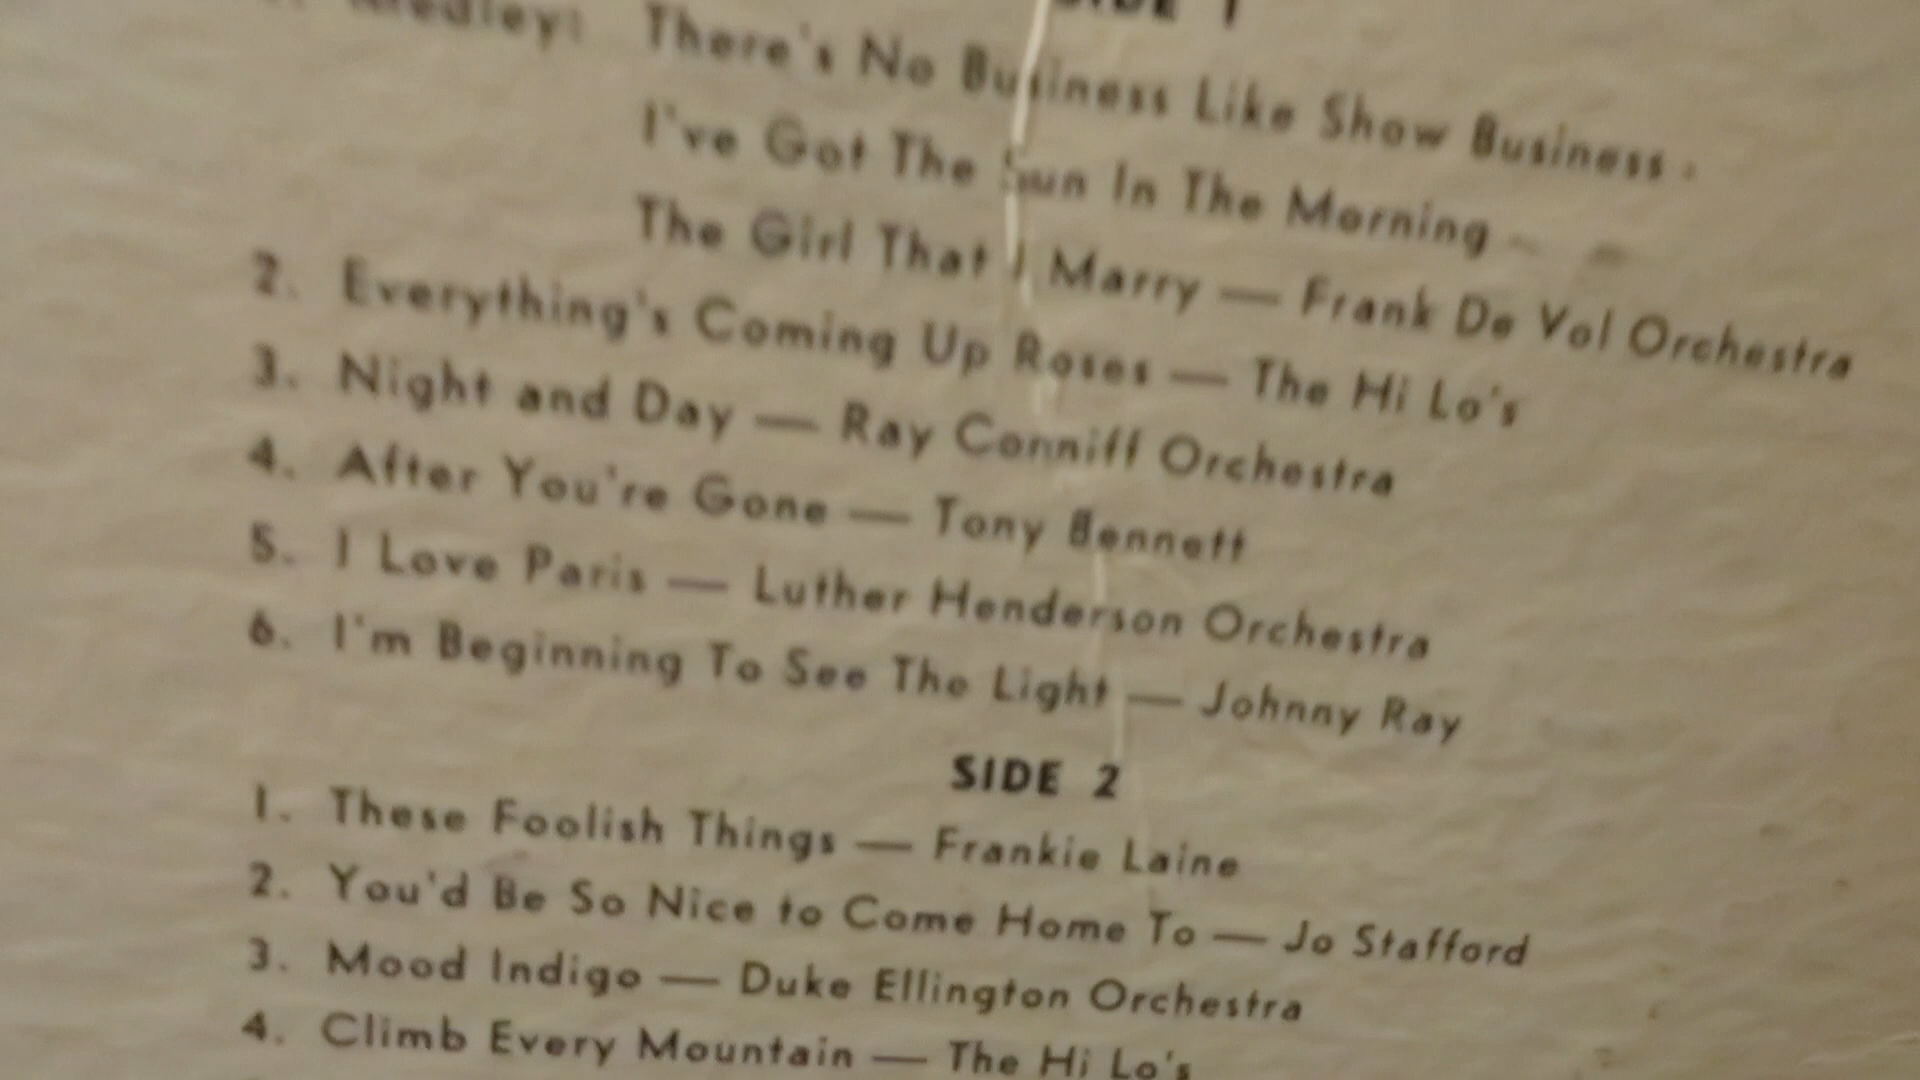 SIDE 1
Medley: There's No Business Like Show Business
I've Got The Sun In The Morning
The Girl That I Marry — Frank De Vol Orchestra
2. Everything's Coming Up Roses — The Hi Lo's
3. Night and Day — Ray Conniff Orchestra
4. After You're Gone — Tony Bennett
5. I Love Paris — Luther Henderson Orchestra
6. I'm Beginning To See The Light — Johnny Ray
SIDE 2
1. These Foolish Things — Frankie Laine
2. You'd Be So Nice to Come Home To — Jo Stafford
3. Mood Indigo — Duke Ellington Orchestra
4. Climb Every Mountain — The Hi Lo's